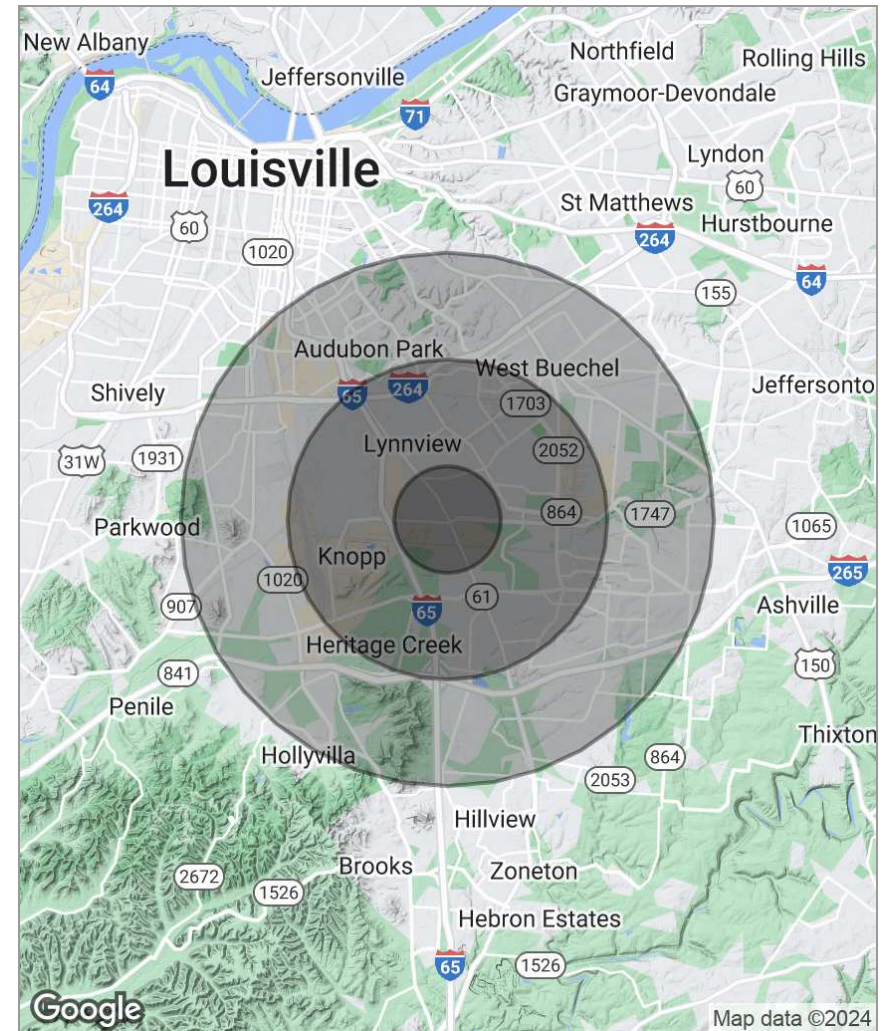 New Albany
Northfield
Rolling Hills
64
Jeffersonville
Graymoor-Devondale
71
Lyndon
Louisville
60
264
St Matthews
60
264
Hurstbourne
1020
64
155
Audubon Park
West Buechel
65
264
Jeffersonto
Shively
1703
Lynnview
2052
31W
1931
864
1747
Parkwood
1065
Knopp
265
1020
61
907
65
Ashville
Heritage Creek
841
150
Penile
Thixton
Hollyvilla
864
2053
Hillview
Brooks
Zoneton
2672
1526
Hebron Estates
65
1526
Google
Map data ©2024